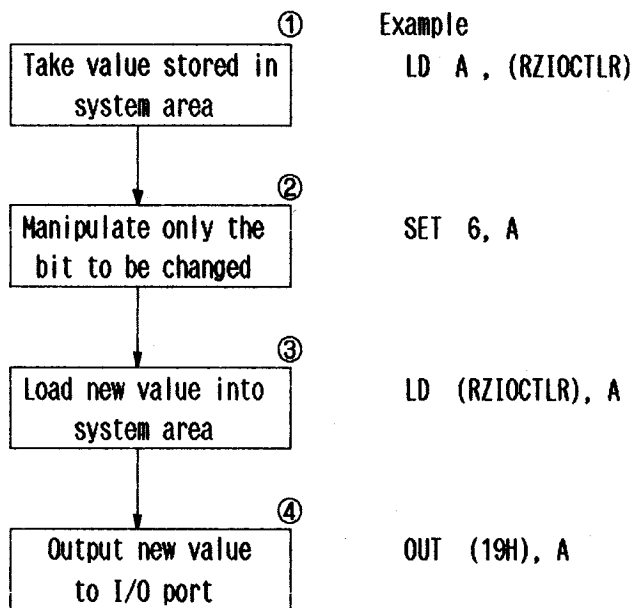 ① Example
Take value stored in LD A , (RZIOCTLR)
system area
②
Manipulate only the SET 6, A
bit to be changed
③
Load new value into LD (RZIOCTLR), A
system area
④
Output new value OUT (19H), A
to I/O port